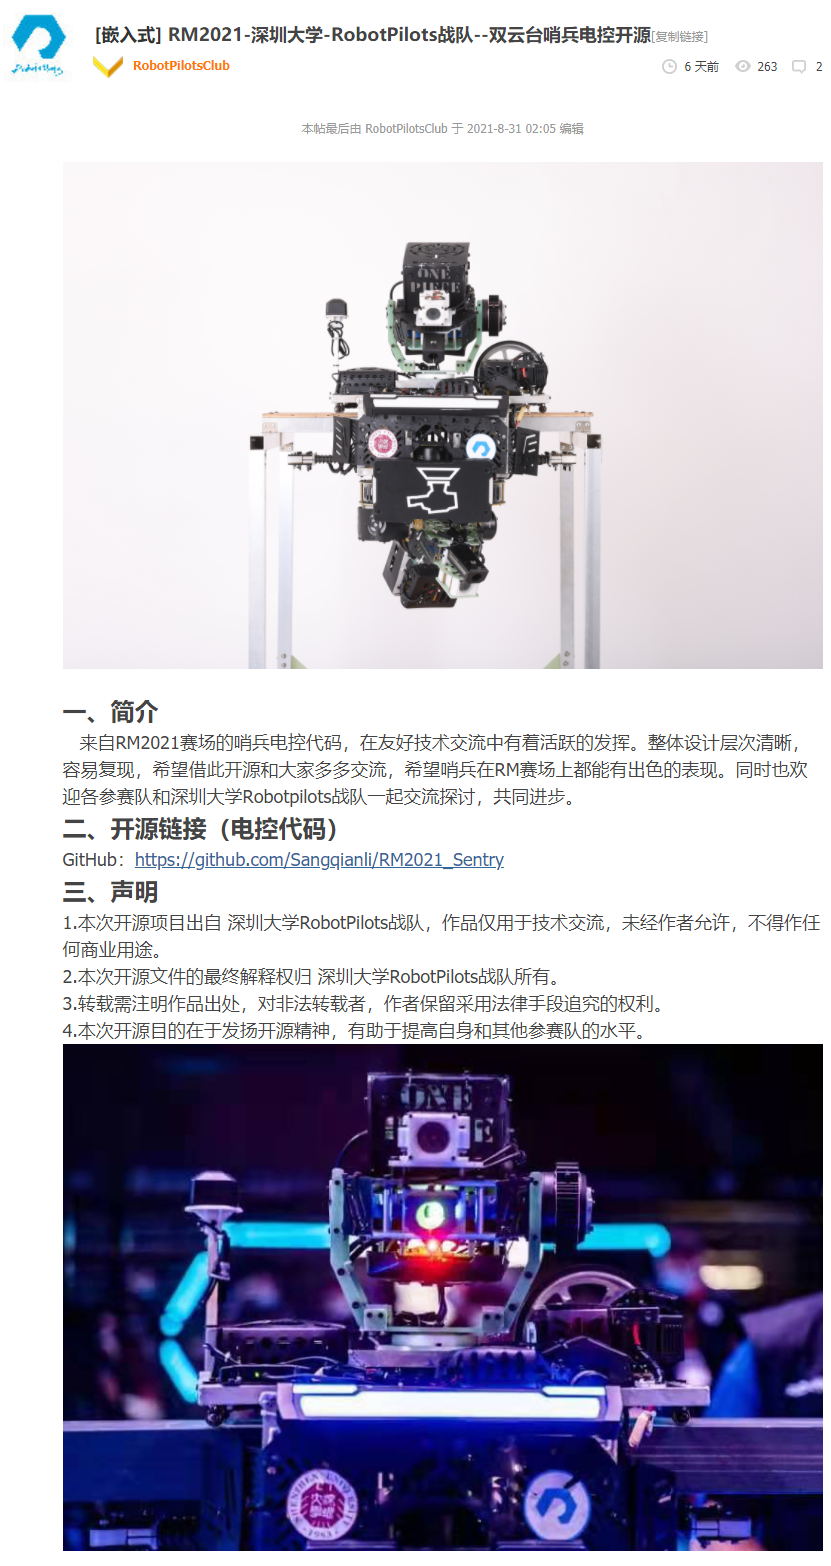 [嵌入式] RM2021-深圳大学-RobotPilots战队--双云台哨兵电控开源[复制链接]
RobotPilotsClub
6 天前
263
2
本帖最后由 RobotPilotsClub 于 2021-8-31 02:05 编辑
ONE
PIECE
一、简介
来自RM2021赛场的哨兵电控代码，在友好技术交流中有着活跃的发挥。整体设计层次清晰，
容易复现，希望借此开源和大家多多交流，希望哨兵在RM赛场上都能有出色的表现。同时也欢
迎各参赛队和深圳大学Robotpilots战队一起交流探讨，共同进步。
二、开源链接（电控代码）
GitHub：https://github.com/Sangqianli/RM2021_Sentry
三、声明
1.本次开源项目出自 深圳大学RobotPilots战队，作品仅用于技术交流，未经作者允许，不得作任
何商业用途。
2.本次开源文件的最终解释权归 深圳大学RobotPilots战队所有。
3.转载需注明作品出处，对非法转载者，作者保留采用法律手段追究的权利。
4.本次开源目的在于发扬开源精神，有助于提高自身和其他参赛队的水平。
ONE
SHENZHEN UNIVERSITY
1983